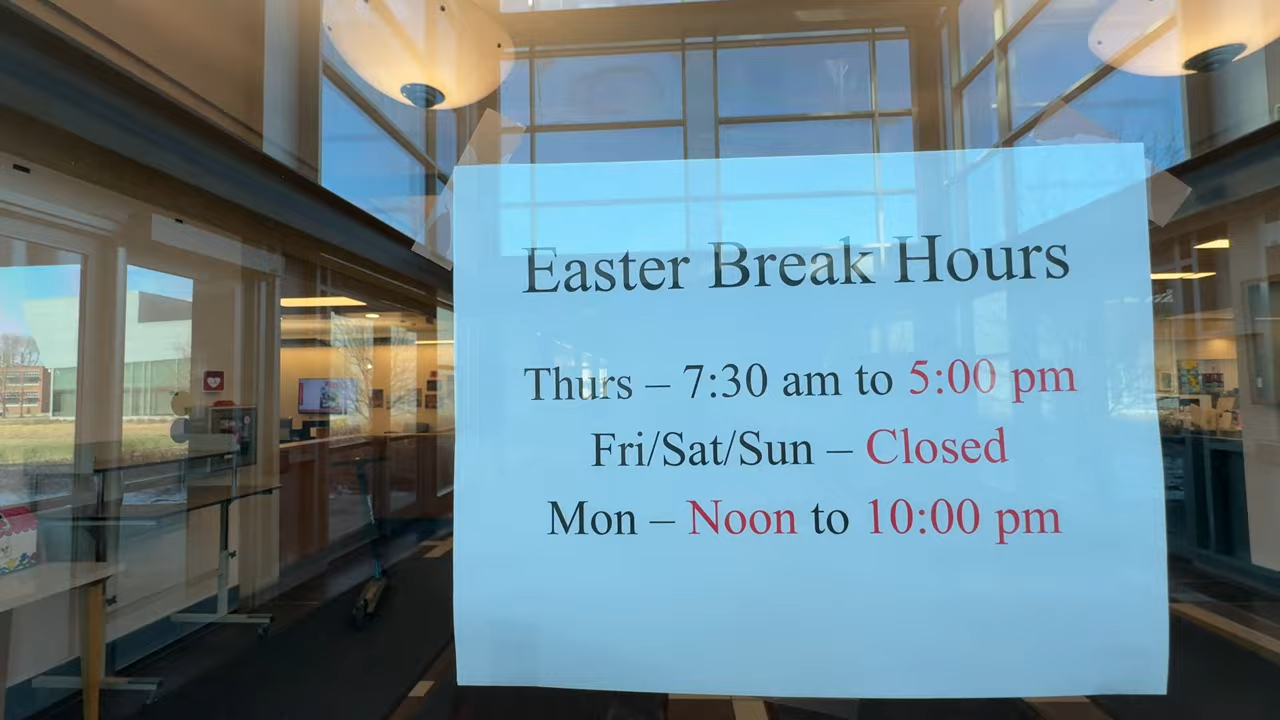 Easter Break Hours
Thurs – 7:30 am to 5:00 pm
Fri/Sat/Sun – Closed
Mon – Noon to 10:00 pm